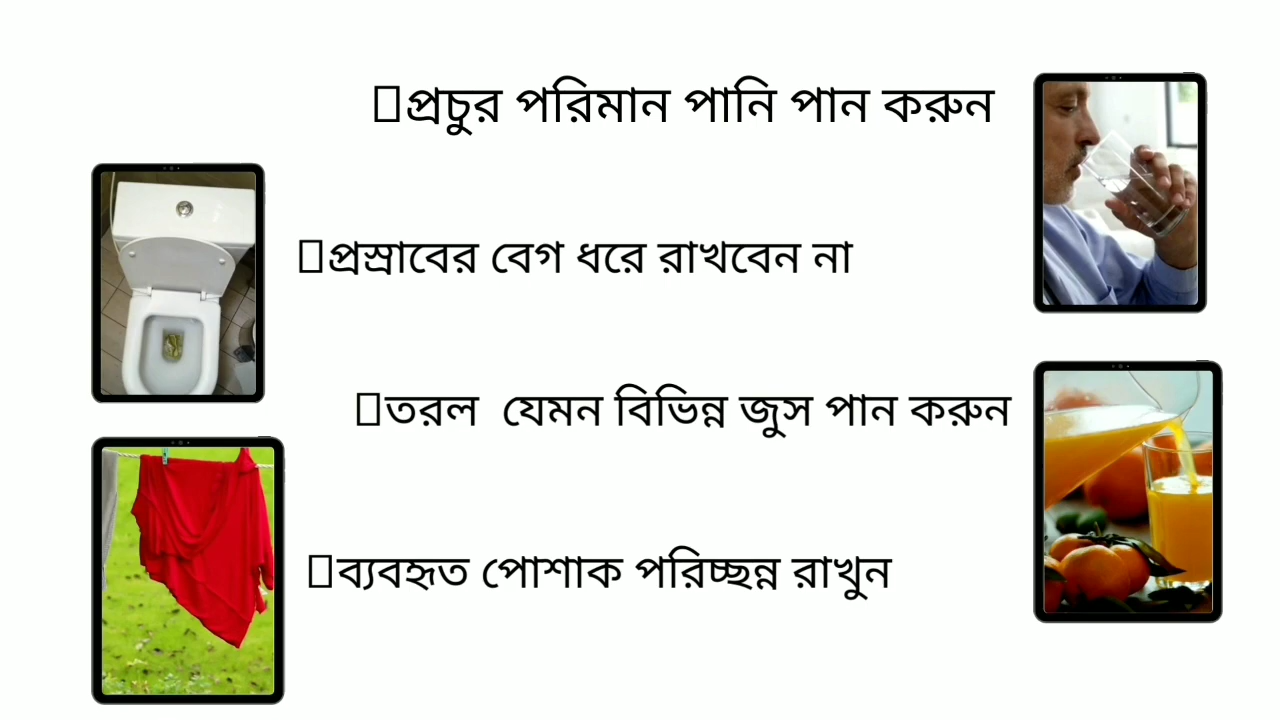 প্রচুর পরিমান পানি পান করুন
প্রস্রাবের বেগ ধরে রাখবেন না
তরল যেমন বিভিন্ন জুস পান করুন
ব্যবহৃত পোশাক পরিচ্ছন্ন রাখুন